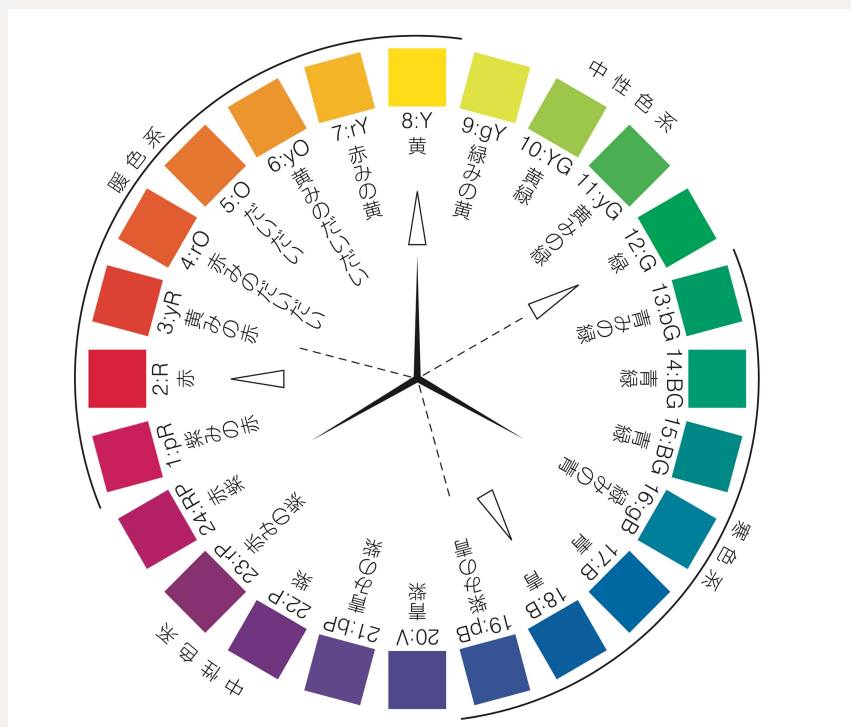 暖色系
中性色系
寒色系
中性色系
1:pR
紫みの赤
2:R
赤
3:yR
黄みの赤
4:rO
赤みのだいだい
5:O
だいだい
6:yO
黄みのだいだい
7:rY
赤みの黄
8:Y
黄
9:gY
緑みの黄
10:YG
黄緑
11:yG
黄みの緑
12:G
緑
13:bG
青みの緑
14:BG
青緑
15:BG
青緑
16:gB
緑みの青
17:B
青
18:B
青
19:pB
紫みの青
20:V
青紫
21:bP
青みの紫
22:P
紫
23:rP
赤みの紫
24:RP
赤紫